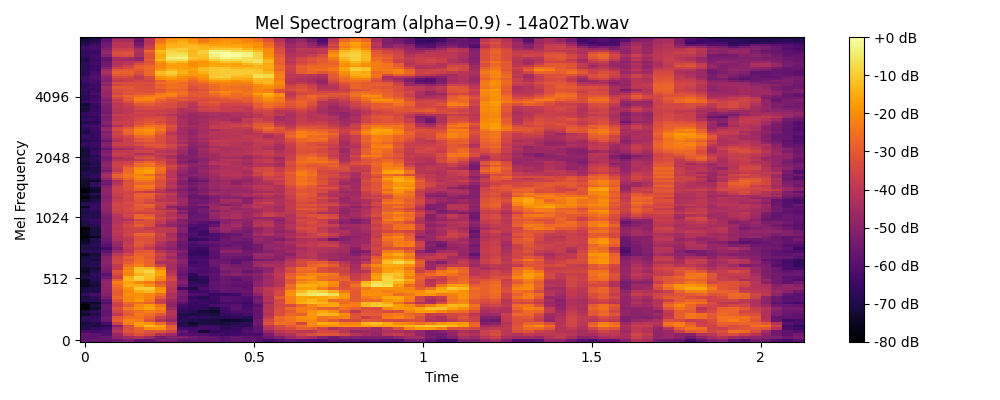 Mel Spectrogram (alpha=0.9) - 14a02Tb.wav
Mel Frequency
4096
2048
1024
512
0
0
0.5
1
1.5
2
Time
+0 dB
-10 dB
-20 dB
-30 dB
-40 dB
-50 dB
-60 dB
-70 dB
-80 dB